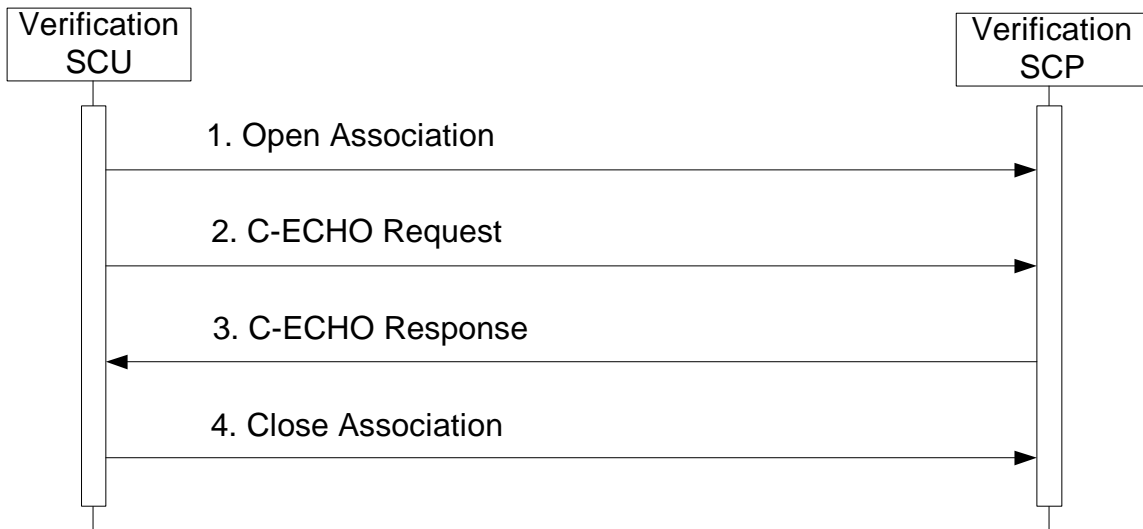 Verification
SCU
Verification
SCP
1. Open Association
2. C-ECHO Request
3. C-ECHO Response
4. Close Association